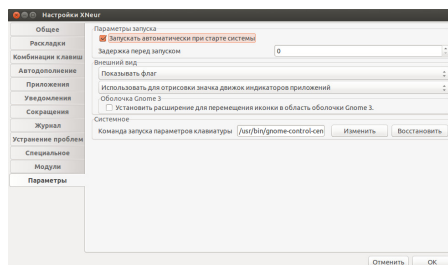 Настройки XNeur
Общее
Раскладки
Комбинации клавиш
Автодополнение
Приложения
Уведомления
Сокращения
Журнал
Устранение проблем
Специальное
Модули
Параметры
Параметры запуска
Запускать автоматически при старте системы
Задержка перед запуском 0
Внешний вид
Показывать флаг
Использовать для отрисовки значка движок индикаторов приложений
Оболочка Gnome 3
Установить расширение для перемещения иконки в область оболочки Gnome 3.
Системное
Команда запуска параметров клавиатуры /usr/bin/gnome-control-cen Изменить Восстановить
Отменить OK